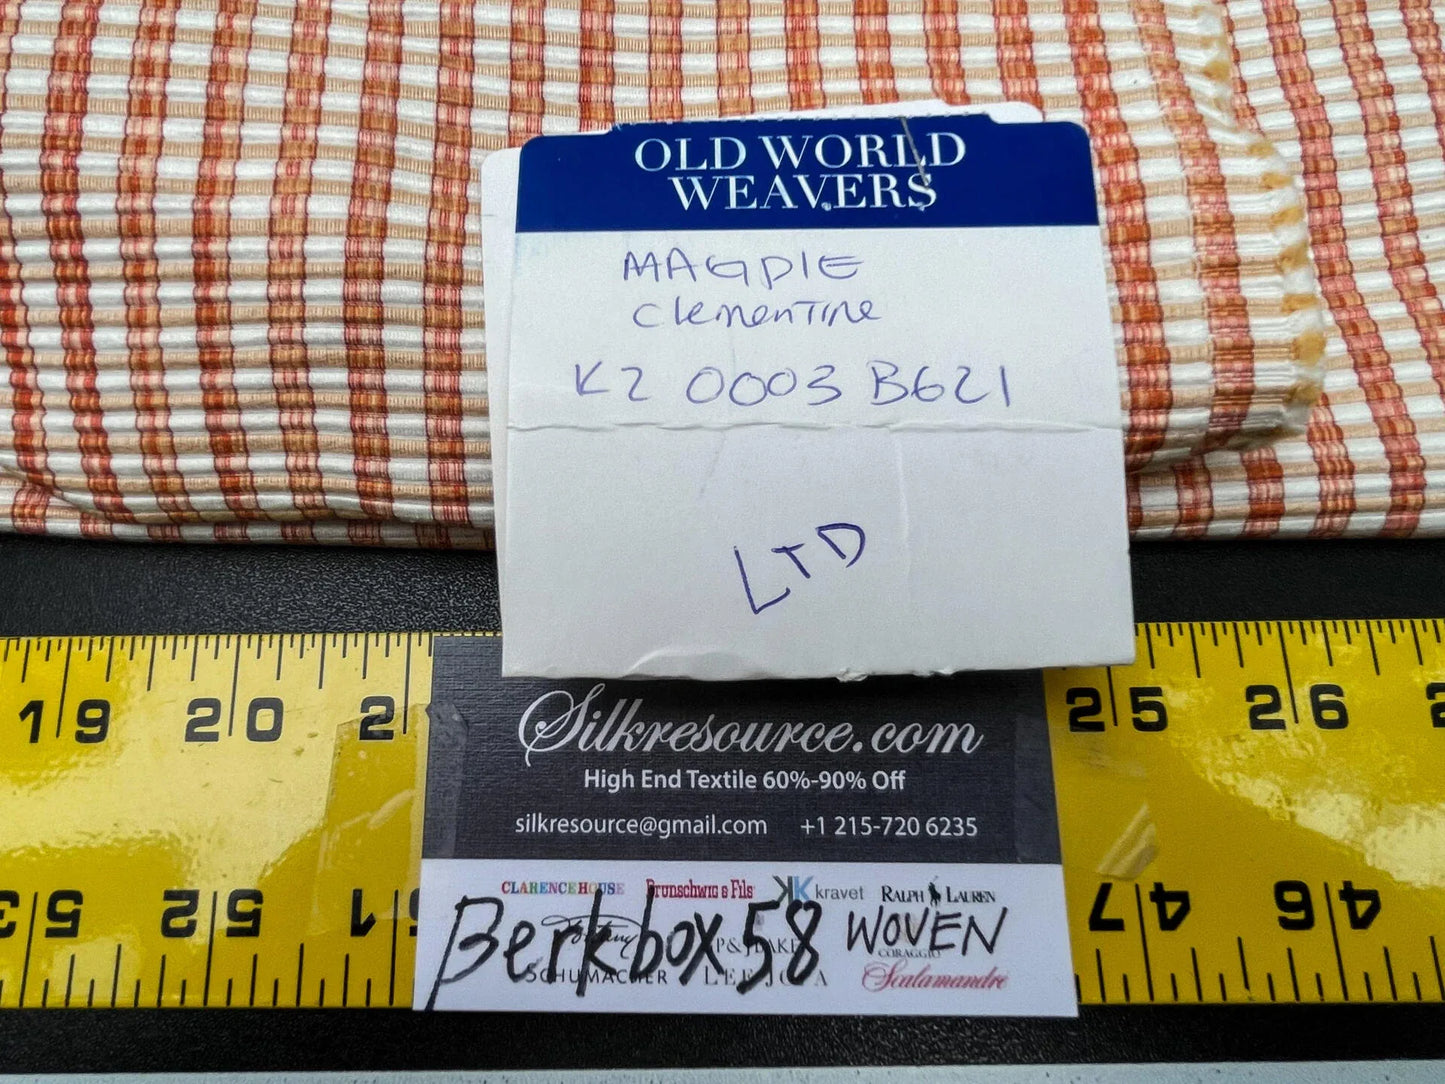 OLD WORLD
WEAVERS
MAGPIE
Clementine
K2 0003 B621
LTD
19 20 2 25 26 2
Silkresource.com
High End Textile 60%-90% Off
silkresource@gmail.com +1 215-720 6235
CLARENCE HOUSE Brunschwig & Fils kravet RALPH LAUREN
Berkbox 58 WOVEN
CORAGGIO
SCHUMACHER LEE JOFA Scalamandre
53 52 51 47 46